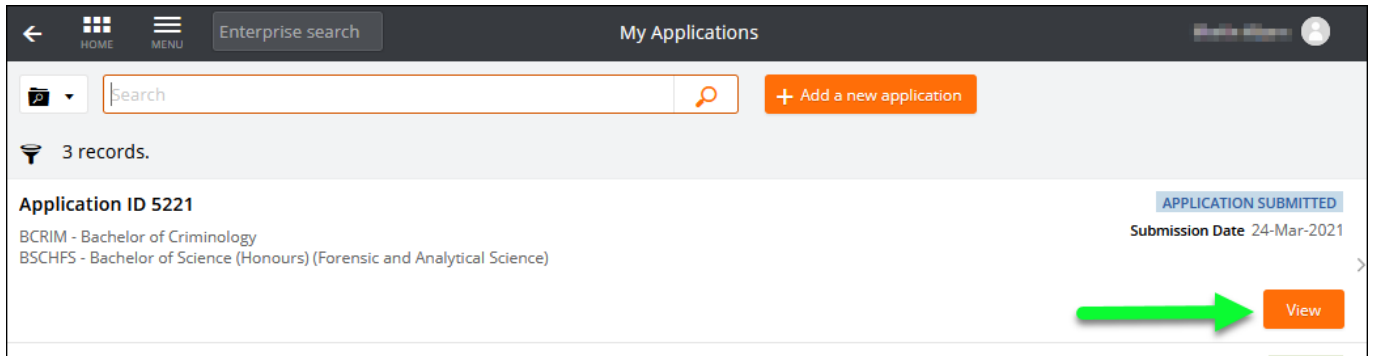 HOME
MENU
Enterprise search
My Applications
Search
+ Add a new application
3 records.
Application ID 5221
APPLICATION SUBMITTED
BCRIM - Bachelor of Criminology
Submission Date 24-Mar-2021
BSCHFS - Bachelor of Science (Honours) (Forensic and Analytical Science)
View